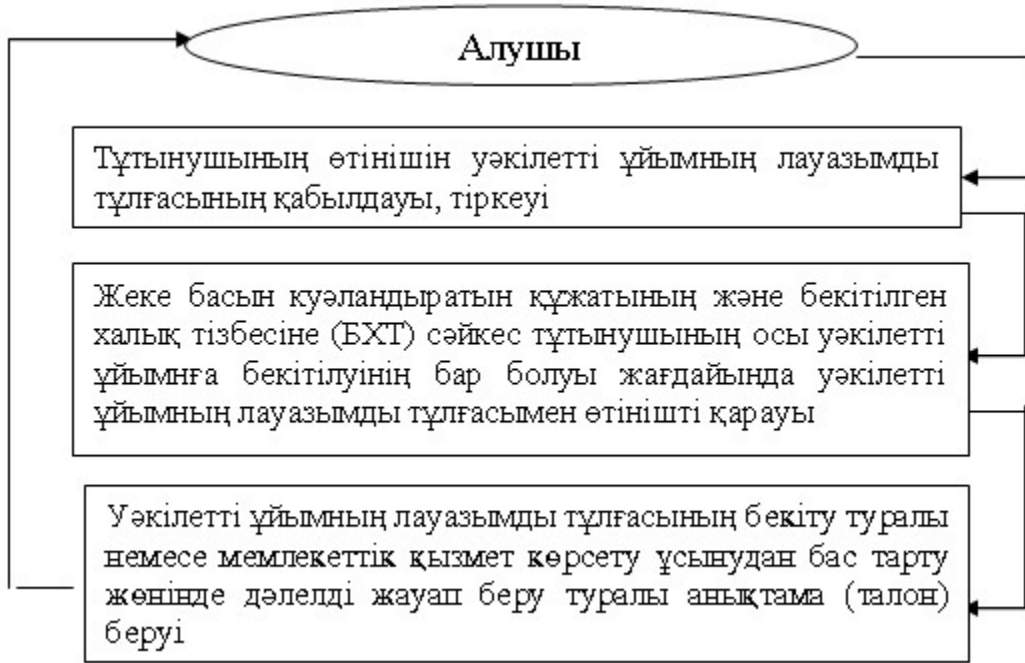 Алушы
Тұтынушының өтінішін уәкілетті ұйымның лауазымды
тұлғасының қабылдауы, тіркеуі
Жеке басын куәландыратын құжатының және бекітілген
халық тізбесіне (БХТ) сәйкес тұтынушының осы уәкілетті
ұйымнға бекітілуінің бар болуы жағдайында уәкілетті
ұйымның лауазымды тұлғасымен өтінішті қарауы
Уәкілетті ұйымның лауазымды тұлғасының бекіту туралы
немесе мемлекеттік қызмет көрсету ұсынудан бас тарту
жөнінде дәлелді жауап беру туралы анықтама (талон)
беруі